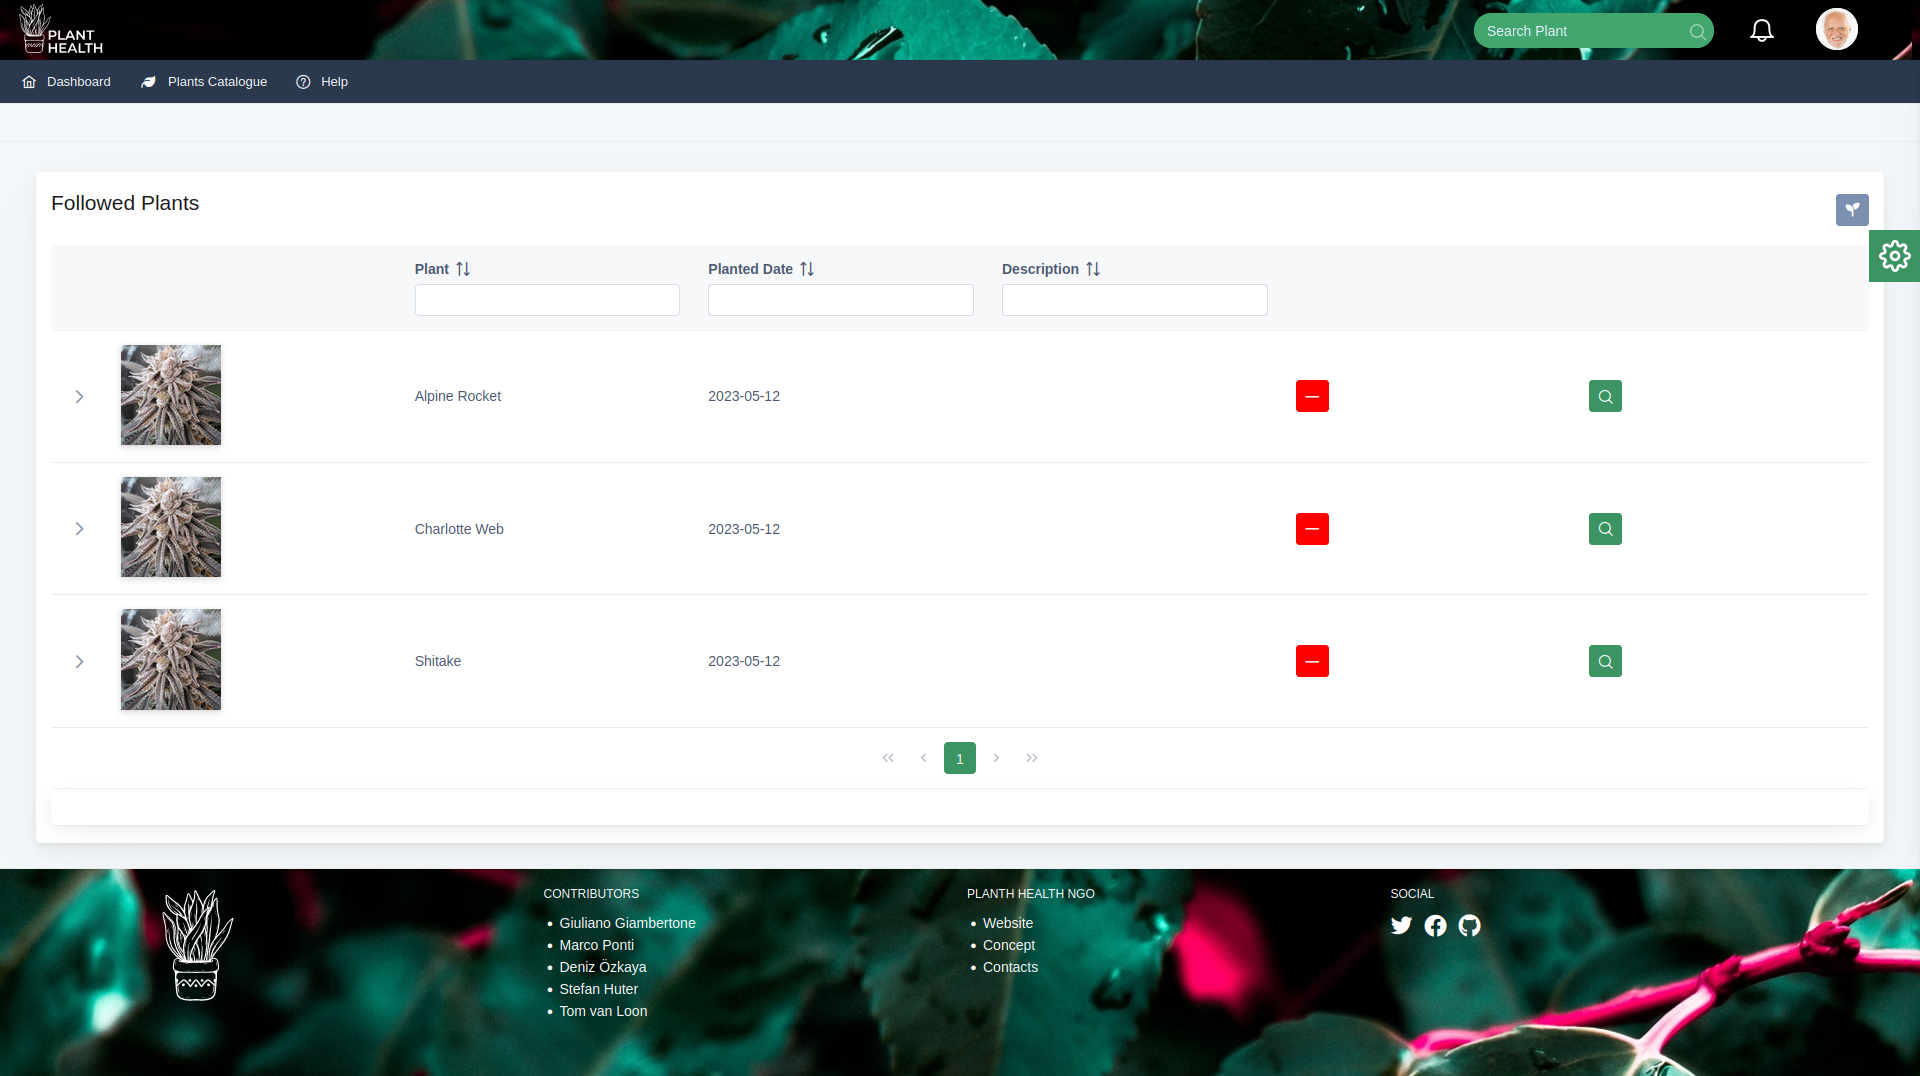 PLANT
HEALTH
Search Plant
Dashboard
Plants Catalogue
Help
Followed Plants
Plant
Planted Date
Description
Alpine Rocket
2023-05-12
Charlotte Web
2023-05-12
Shitake
2023-05-12
1
CONTRIBUTORS
Giuliano Giambertone
Marco Ponti
Deniz Özkaya
Stefan Huter
Tom van Loon
PLANTH HEALTH NGO
Website
Concept
Contacts
SOCIAL